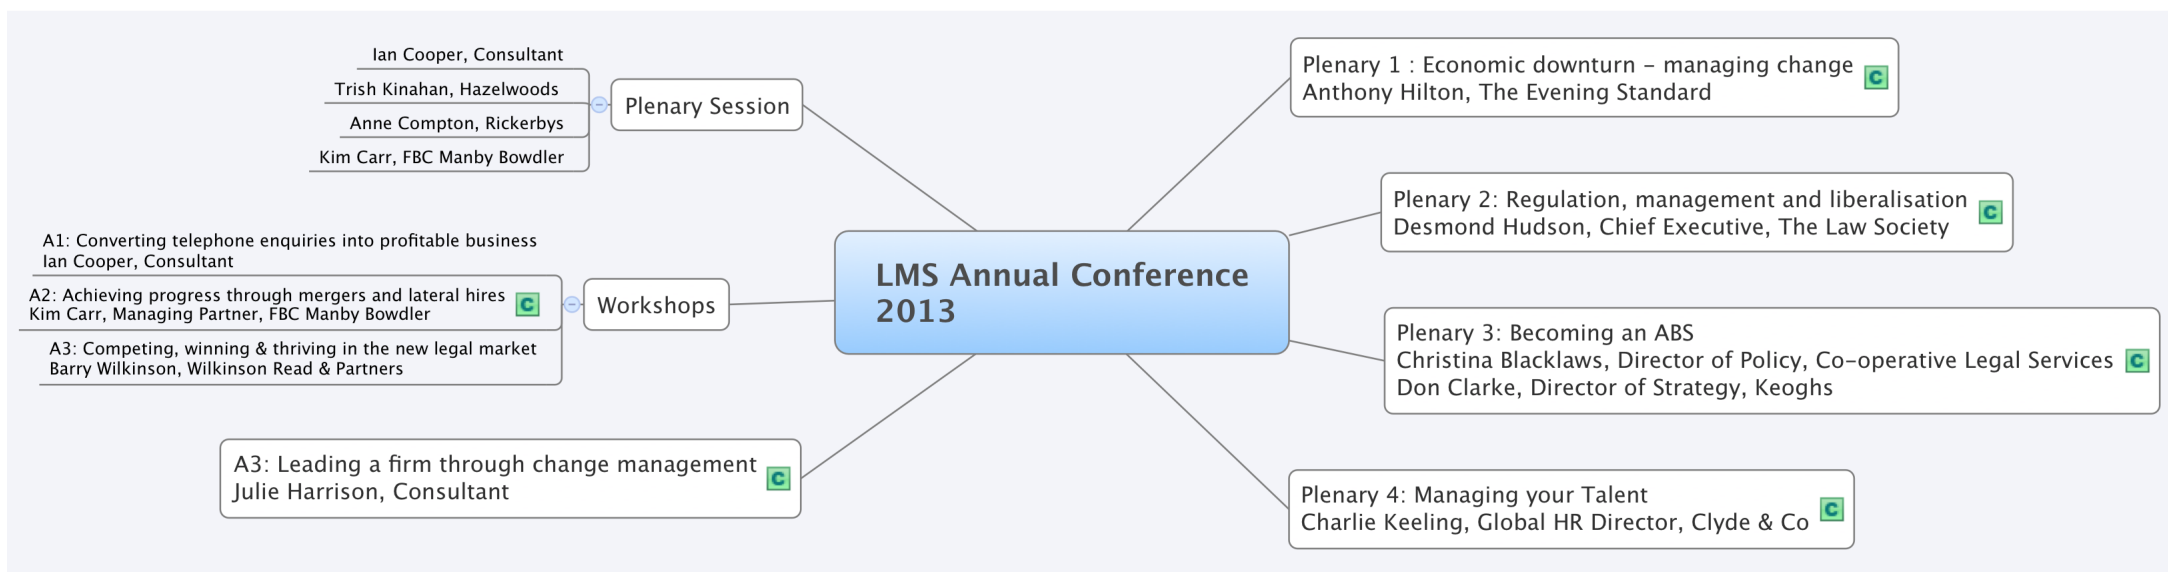 Ian Cooper, Consultant
Trish Kinahan, Hazelwoods
Anne Compton, Rickerbys
Kim Carr, FBC Manby Bowdler
Plenary Session
A1: Converting telephone enquiries into profitable business
Ian Cooper, Consultant
A2: Achieving progress through mergers and lateral hires
C
Kim Carr, Managing Partner, FBC Manby Bowdler
A3: Competing, winning & thriving in the new legal market
Barry Wilkinson, Wilkinson Read & Partners
Workshops
A3: Leading a firm through change management
C
Julie Harrison, Consultant
LMS Annual Conference
2013
Plenary 1 : Economic downturn – managing change
C
Anthony Hilton, The Evening Standard
Plenary 2: Regulation, management and liberalisation
C
Desmond Hudson, Chief Executive, The Law Society
Plenary 3: Becoming an ABS
Christina Blacklaws, Director of Policy, Co-operative Legal Services
C
Don Clarke, Director of Strategy, Keoghs
Plenary 4: Managing your Talent
C
Charlie Keeling, Global HR Director, Clyde & Co